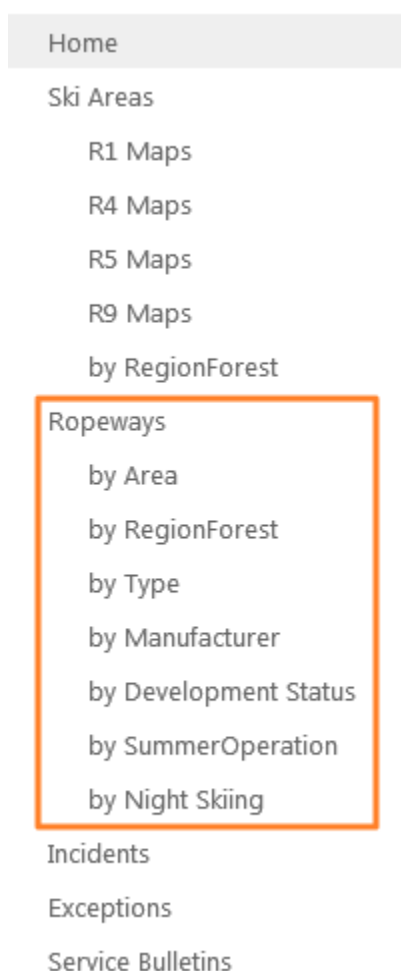 Home
Ski Areas
R1 Maps
R4 Maps
R5 Maps
R9 Maps
by RegionForest
Ropeways
by Area
by RegionForest
by Type
by Manufacturer
by Development Status
by SummerOperation
by Night Skiing
Incidents
Exceptions
Service Bulletins